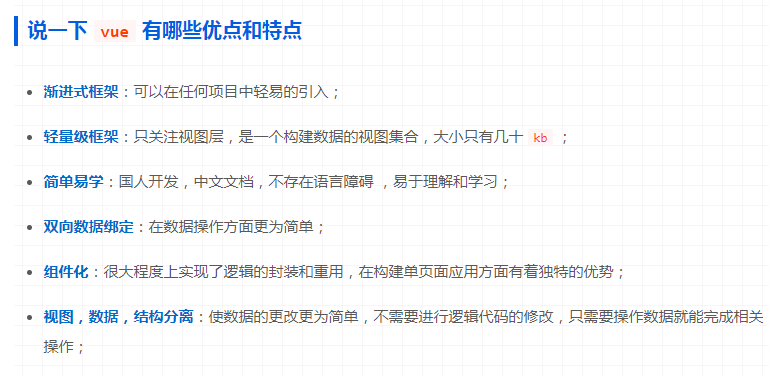 说一下 vue 有哪些优点和特点
渐进式框架：可以在任何项目中轻易的引入；
轻量级框架：只关注视图层，是一个构建数据的视图集合，大小只有几十 kb ；
简单易学：国人开发，中文文档，不存在语言障碍 ，易于理解和学习；
双向数据绑定：在数据操作方面更为简单；
组件化：很大程度上实现了逻辑的封装和重用，在构建单页面应用方面有着独特的优势；
视图，数据，结构分离：使数据的更改更为简单，不需要进行逻辑代码的修改，只需要操作数据就能完成相关
操作；